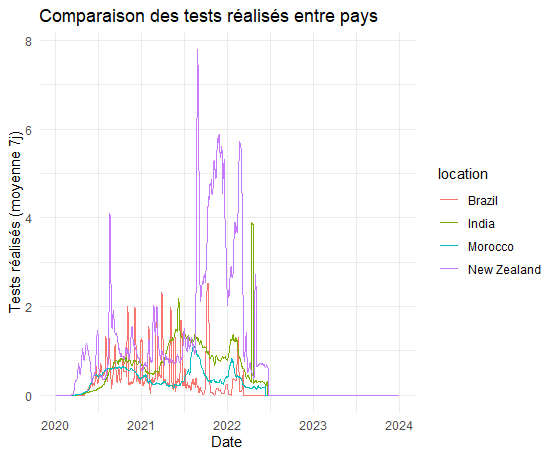 Comparaison des tests réalisés entre pays
Tests réalisés (moyenne 7j)
8
6
4
2
0
2020 2021 2022 2023 2024
Date
location
Brazil
India
Morocco
New Zealand